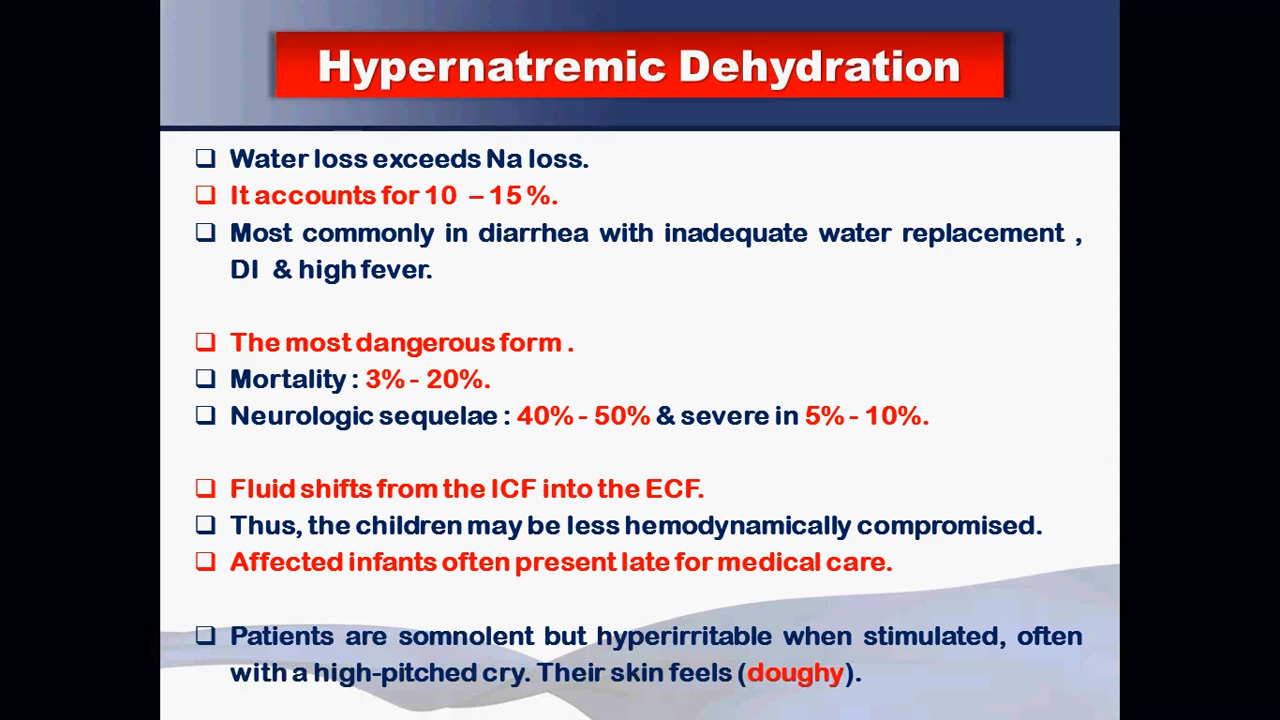 Hypernatremic Dehydration
❑ Water loss exceeds Na loss.
❑ It accounts for 10 – 15 %.
❑ Most commonly in diarrhea with inadequate water replacement ,
DI & high fever.
❑ The most dangerous form .
❑ Mortality : 3% - 20%.
❑ Neurologic sequelae : 40% - 50% & severe in 5% - 10%.
❑ Fluid shifts from the ICF into the ECF.
❑ Thus, the children may be less hemodynamically compromised.
❑ Affected infants often present late for medical care.
❑ Patients are somnolent but hyperirritable when stimulated, often
with a high-pitched cry. Their skin feels (doughy).